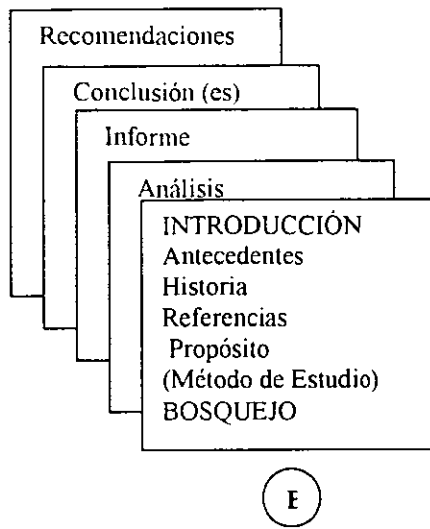 Recomendaciones
Conclusión (es)
Informe
Análisis
INTRODUCCIÓN
Antecedentes
Historia
Referencias
Propósito
(Método de Estudio)
BOSQUEJO
E